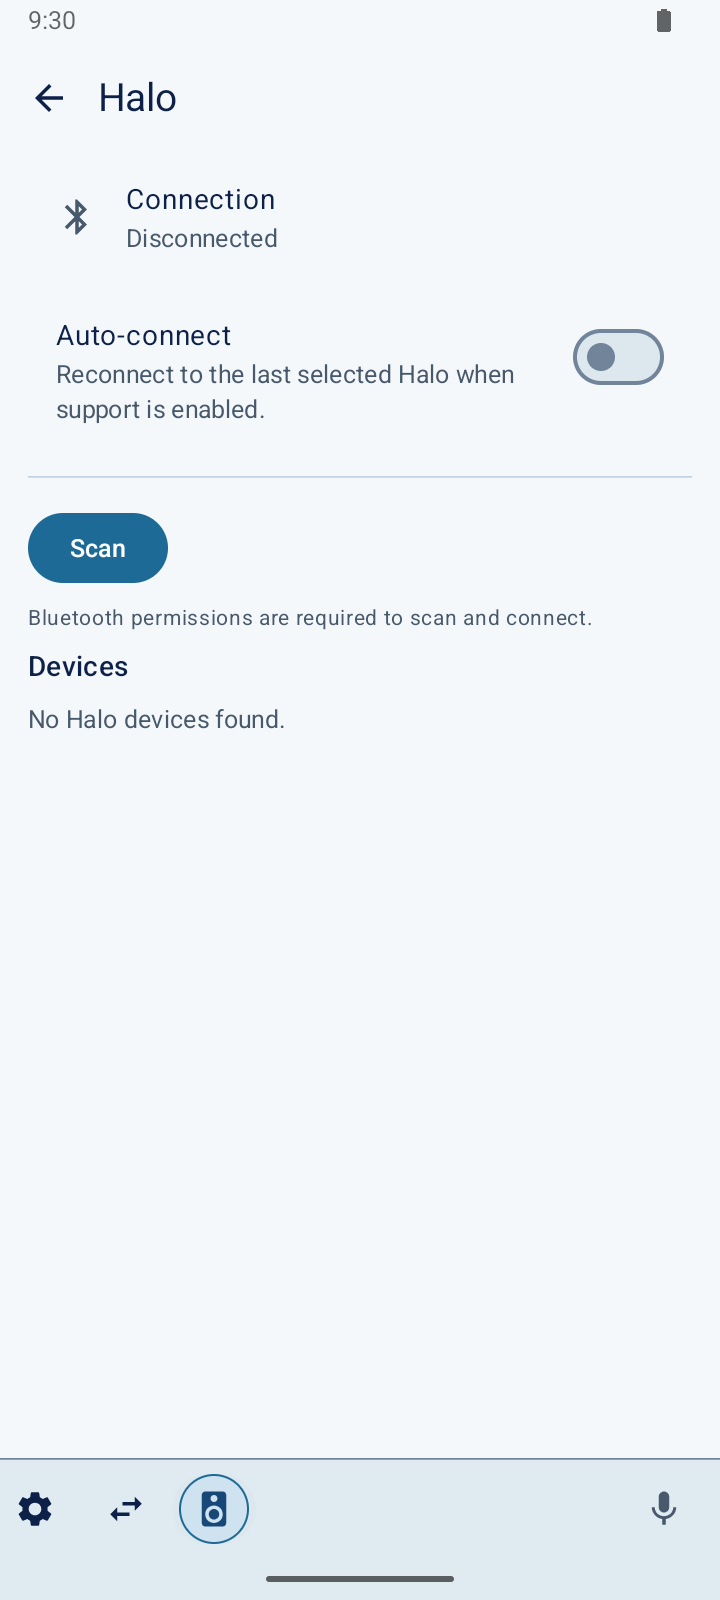 9:30
Halo
Connection
Disconnected
Auto-connect
Reconnect to the last selected Halo when
support is enabled.
Scan
Bluetooth permissions are required to scan and connect.
Devices
No Halo devices found.